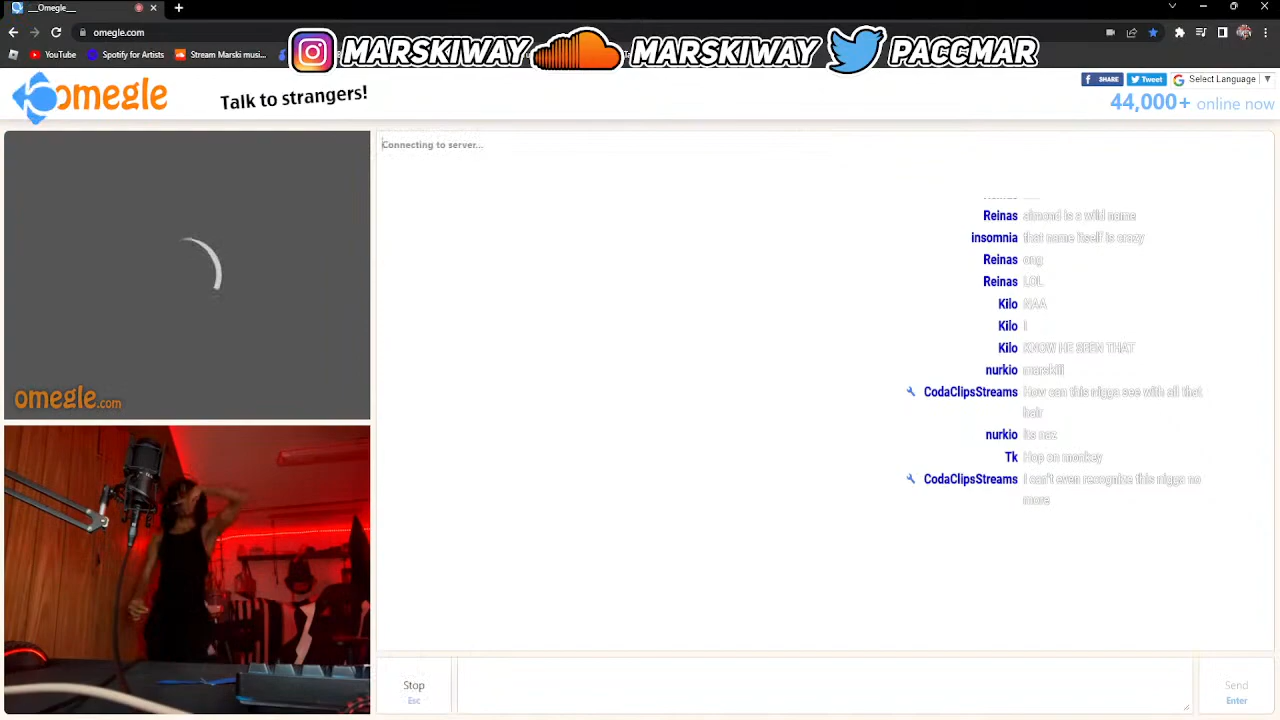 __Omegle__
omegle.com
YouTube
Spotify for Artists
Stream Marski musi...
MARSKIWAY
MARSKIWAY
PACCMAR
omegle
Talk to strangers!
SHARE
Tweet
Select Language
44,000+ online now
Connecting to server...
Reinas almond is a wild name
insomnia that name itself is crazy
Reinas ong
Reinas LOL
Kilo NAA
Kilo I
Kilo KNOW HE SEEN THAT
nurkio marskiii
CodaClipsStreams How can this nigga see with all that
hair
nurkio its naz
Tk Hop on monkey
CodaClipsStreams I can't even recognize this nigga no
more
omegle.com
Stop
Esc
Send
Enter